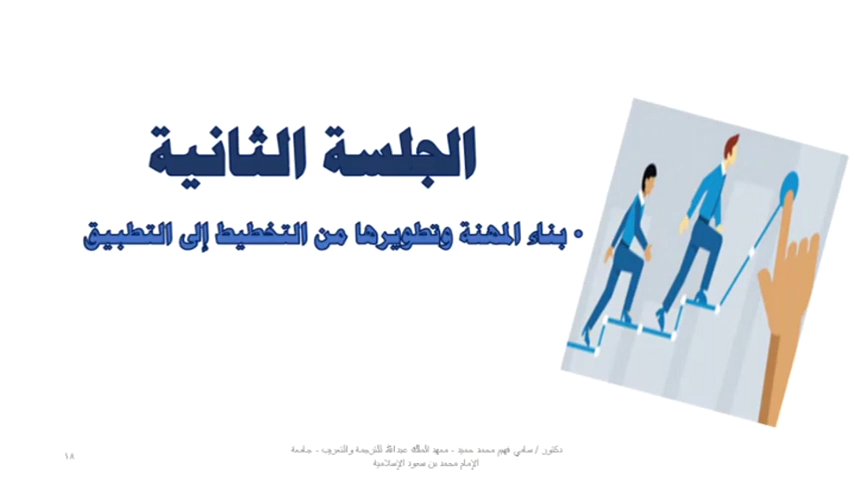 الجلسة الثانية
• بناء المهنة وتطويرها من التخطيط إلى التطبيق
دكتور / سامي فهيم محمد حميد - معهد الملك عبدالله للترجمة والتعريب - جامعة
الإمام محمد بن سعود الإسلامية
١٨